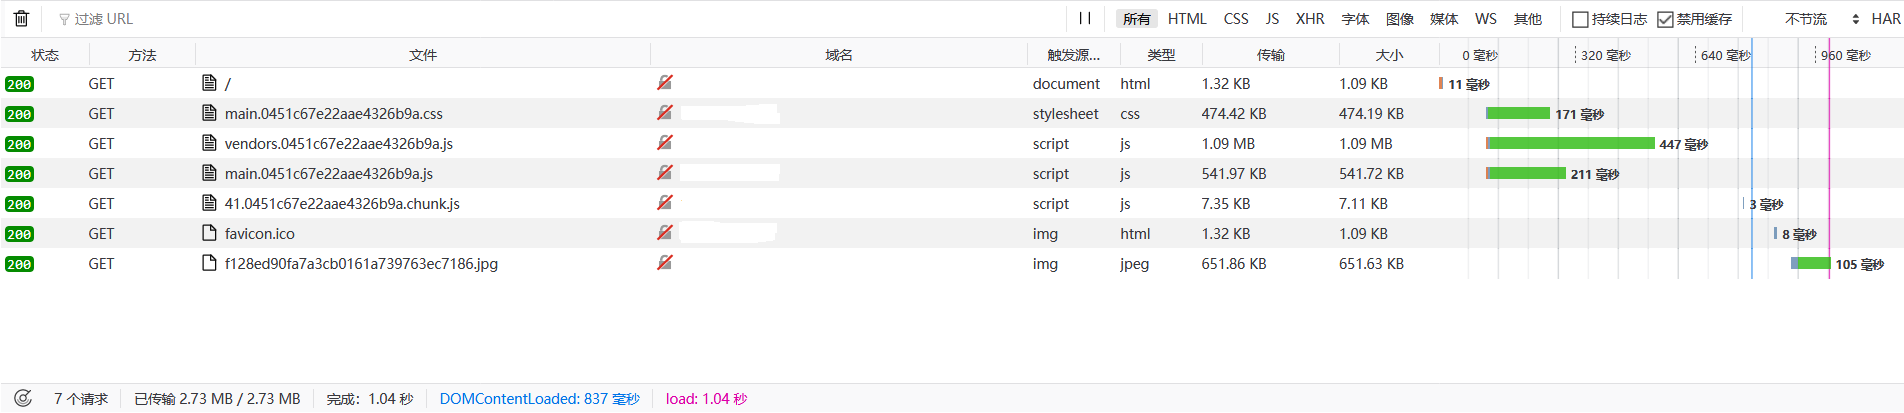 过滤 URL 所有 HTML CSS JS XHR 字体 图像 媒体 WS 其他 持续日志 禁用缓存 不节流 HAR
状态 方法 文件 域名 触发源... 类型 传输 大小 0 毫秒 320 毫秒 640 毫秒 960 毫秒
200 GET / document html 1.32 KB 1.09 KB 11 毫秒
200 GET main.0451c67e22aae4326b9a.css stylesheet css 474.42 KB 474.19 KB 171 毫秒
200 GET vendors.0451c67e22aae4326b9a.js script js 1.09 MB 1.09 MB 447 毫秒
200 GET main.0451c67e22aae4326b9a.js script js 541.97 KB 541.72 KB 211 毫秒
200 GET 41.0451c67e22aae4326b9a.chunk.js script js 7.35 KB 7.11 KB 3 毫秒
200 GET favicon.ico img html 1.32 KB 1.09 KB 8 毫秒
200 GET f128ed90fa7a3cb0161a739763ec7186.jpg img jpeg 651.86 KB 651.63 KB 105 毫秒
7 个请求 已传输 2.73 MB / 2.73 MB 完成：1.04 秒 DOMContentLoaded: 837 毫秒 load: 1.04 秒